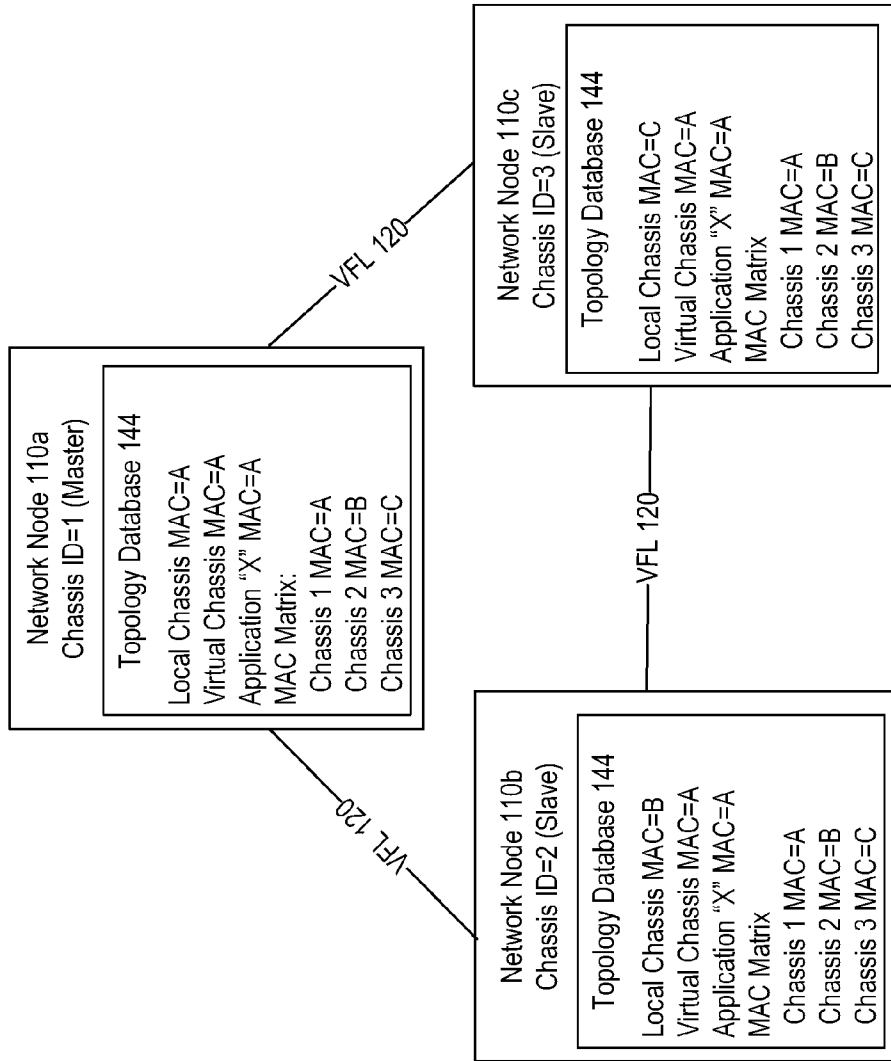 Network Node 110a
Chassis ID=1 (Master)
Topology Database 144
Local Chassis MAC=A
Virtual Chassis MAC=A
Application “X” MAC=A
MAC Matrix:
Chassis 1 MAC=A
Chassis 2 MAC=B
Chassis 3 MAC=C
VFL 120
VFL 120
Network Node 110b
Chassis ID=2 (Slave)
Topology Database 144
Local Chassis MAC=B
Virtual Chassis MAC=A
Application “X” MAC=A
MAC Matrix
Chassis 1 MAC=A
Chassis 2 MAC=B
Chassis 3 MAC=C
VFL 120
Network Node 110c
Chassis ID=3 (Slave)
Topology Database 144
Local Chassis MAC=C
Virtual Chassis MAC=A
Application “X” MAC=A
MAC Matrix
Chassis 1 MAC=A
Chassis 2 MAC=B
Chassis 3 MAC=C